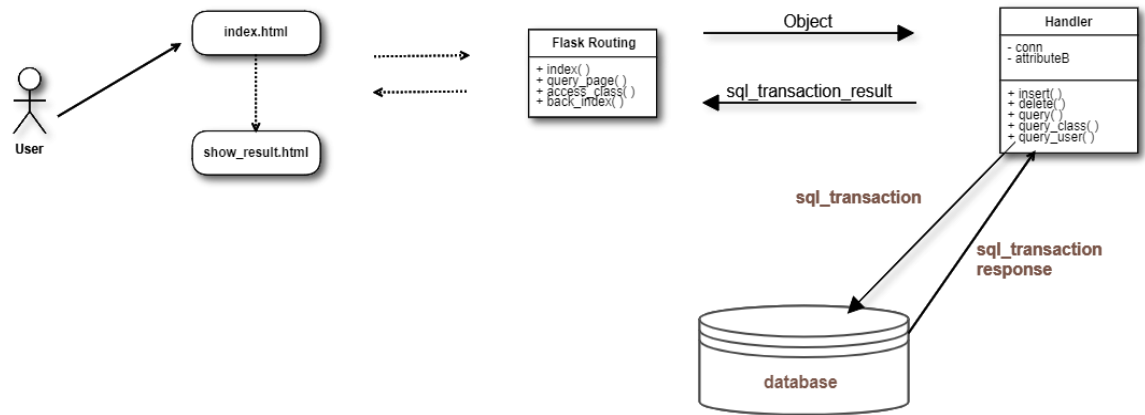 User
index.html
show_result.html
Flask Routing
+ index( )
+ query_page( )
+ access_class( )
+ back_index( )
Object
sql_transaction_result
Handler
- conn
- attributeB
+ insert( )
+ delete( )
+ query( )
+ query_class( )
+ query_user( )
sql_transaction
sql_transaction
response
database